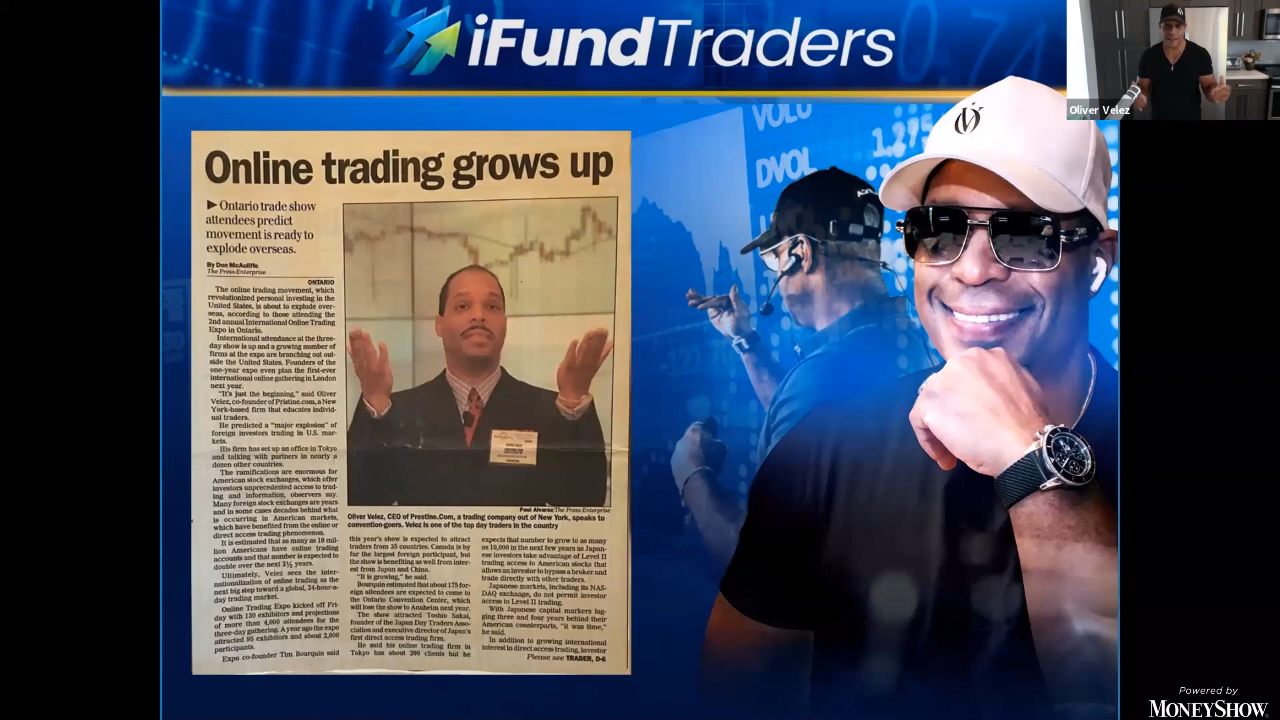 iFundTraders
Oliver Velez
VOLU
1,275
DVOL
Online trading grows up
▶ Ontario trade show
attendees predict
movement is ready to
explode overseas.
By Don McAuliffe
The Press-Enterprise
ONTARIO
The online trading movement, which
revolutionized personal investing in the
United States, is about to explode over-
seas, according to those attending the
2nd annual International Online Trading
Expo in Ontario.
International attendance at the three-
day show is up and a growing number of
firms at the expo are branching out out-
side the United States. Founders of the
one-year expo even plan the first-ever
international online gathering in London
next year.
"It's just the beginning," said Oliver
Velez, co-founder of Pristine.com, a New
York-based firm that educates individ-
ual traders.
He predicted a "major explosion" of
foreign investors trading in U.S. mar-
kets.
His firm has set up an office in Tokyo
and talking with partners in nearly a
dozen other countries.
The ramifications are enormous for
American stock exchanges, which offer
investors unprecedented access to trad-
ing and information, observers say.
Many foreign stock exchanges are years
and in some cases decades behind what
is occurring in American markets,
which have benefited from the online or
direct access trading phenomenon.
It is estimated that as many as 10 mil-
lion Americans have online trading
accounts and that number is expected to
double over the next 2½ years.
Ultimately, Velez sees the inter-
nationalization of online trading as the
next big step toward a global, 24-hour-a-
day trading market.
Online Trading Expo kicked off Fri-
day with 130 exhibitors and projections
of more than 4,000 attendees for the
three-day gathering. A year ago the expo
attracted 95 exhibitors and about 2,000
participants.
Expo co-founder Tim Bourquin said
Paul Alvarez/The Press-Enterprise
Oliver Velez, CEO of Prestine.Com, a trading company out of New York, speaks to
convention-goers. Velez is one of the top day traders in the country
this year's show is expected to attract
traders from 35 countries. Canada is by
far the largest foreign participant, but
the show is benefiting as well from inter-
est from Japan and China.
"It is growing," he said.
Bourquin estimated that about 175 for-
eign attendees are expected to come to
the Ontario Convention Center, which
will lose the show to Anaheim next year.
The show attracted Toshio Sakai,
founder of the Japan Day Traders Asso-
ciation and executive director of Japan's
first direct access trading firm.
He said his online trading firm in
Tokyo has about 200 clients but he
expects that number to grow to as many
as 10,000 in the next few years as Japan-
ese investors take advantage of Level II
trading access to American stocks that
allows an investor to bypass a broker and
trade directly with other traders.
Japanese markets, including its NAS-
DAQ exchange, do not permit investor
access to Level II trading.
With Japanese capital markets lag-
ging three and four years behind their
American counterparts, "it was time,"
he said.
In addition to growing international
interest in direct access trading, investor
Please see TRADER, D-6
Powered by
MONEYSHOW